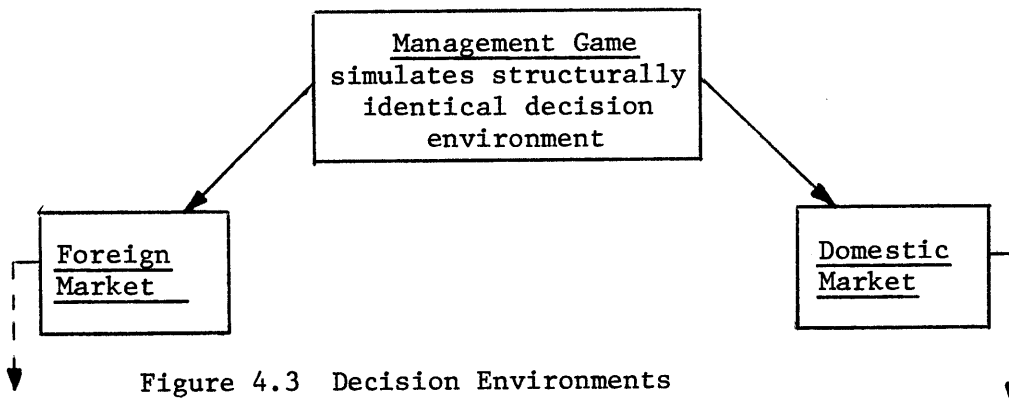 Management Game
simulates structurally
identical decision
environment
Foreign
Market
Domestic
Market
Figure 4.3 Decision Environments